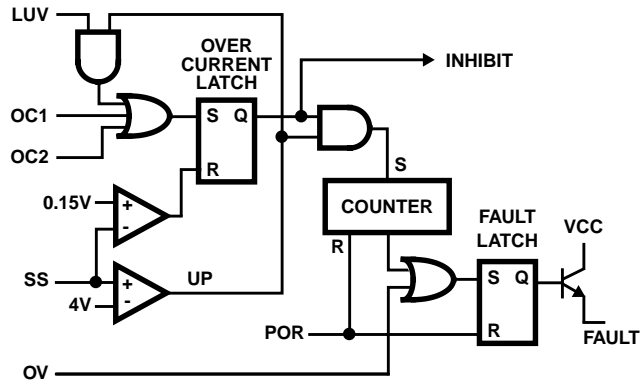 LUV
OVER
CURRENT
LATCH
INHIBIT
OC1
S Q
OC2
R
S
0.15V
+
-
COUNTER
FAULT
LATCH
VCC
R
SS
UP
+
4V
-
S Q
POR
R
FAULT
OV